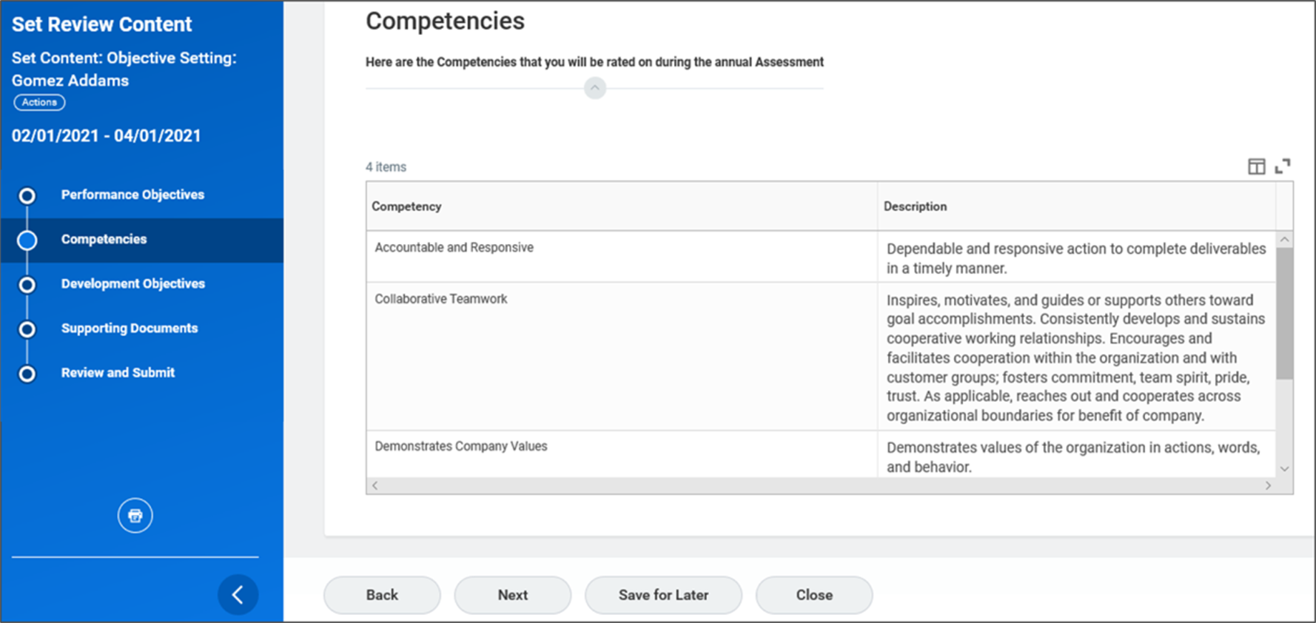 Set Review Content
Set Content: Objective Setting:
Gomez Addams
Actions
02/01/2021 - 04/01/2021
Performance Objectives
Competencies
Development Objectives
Supporting Documents
Review and Submit
Competencies
Here are the Competencies that you will be rated on during the annual Assessment
4 items
Competency
Description
Accountable and Responsive
Dependable and responsive action to complete deliverables
in a timely manner.
Collaborative Teamwork
Inspires, motivates, and guides or supports others toward
goal accomplishments. Consistently develops and sustains
cooperative working relationships. Encourages and
facilitates cooperation within the organization and with
customer groups; fosters commitment, team spirit, pride,
trust. As applicable, reaches out and cooperates across
organizational boundaries for benefit of company.
Demonstrates Company Values
Demonstrates values of the organization in actions, words,
and behavior.
Back
Next
Save for Later
Close